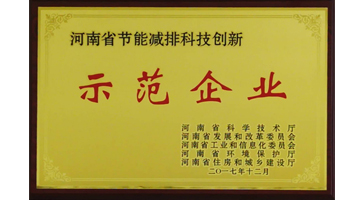 河南省节能减排科技创新
示范企业
河南省科学技术厅
河南省发展和改革委员会
河南省工业和信息化委员会
河南省环境保护厅
河南省住房和城乡建设厅
二〇一七年十二月